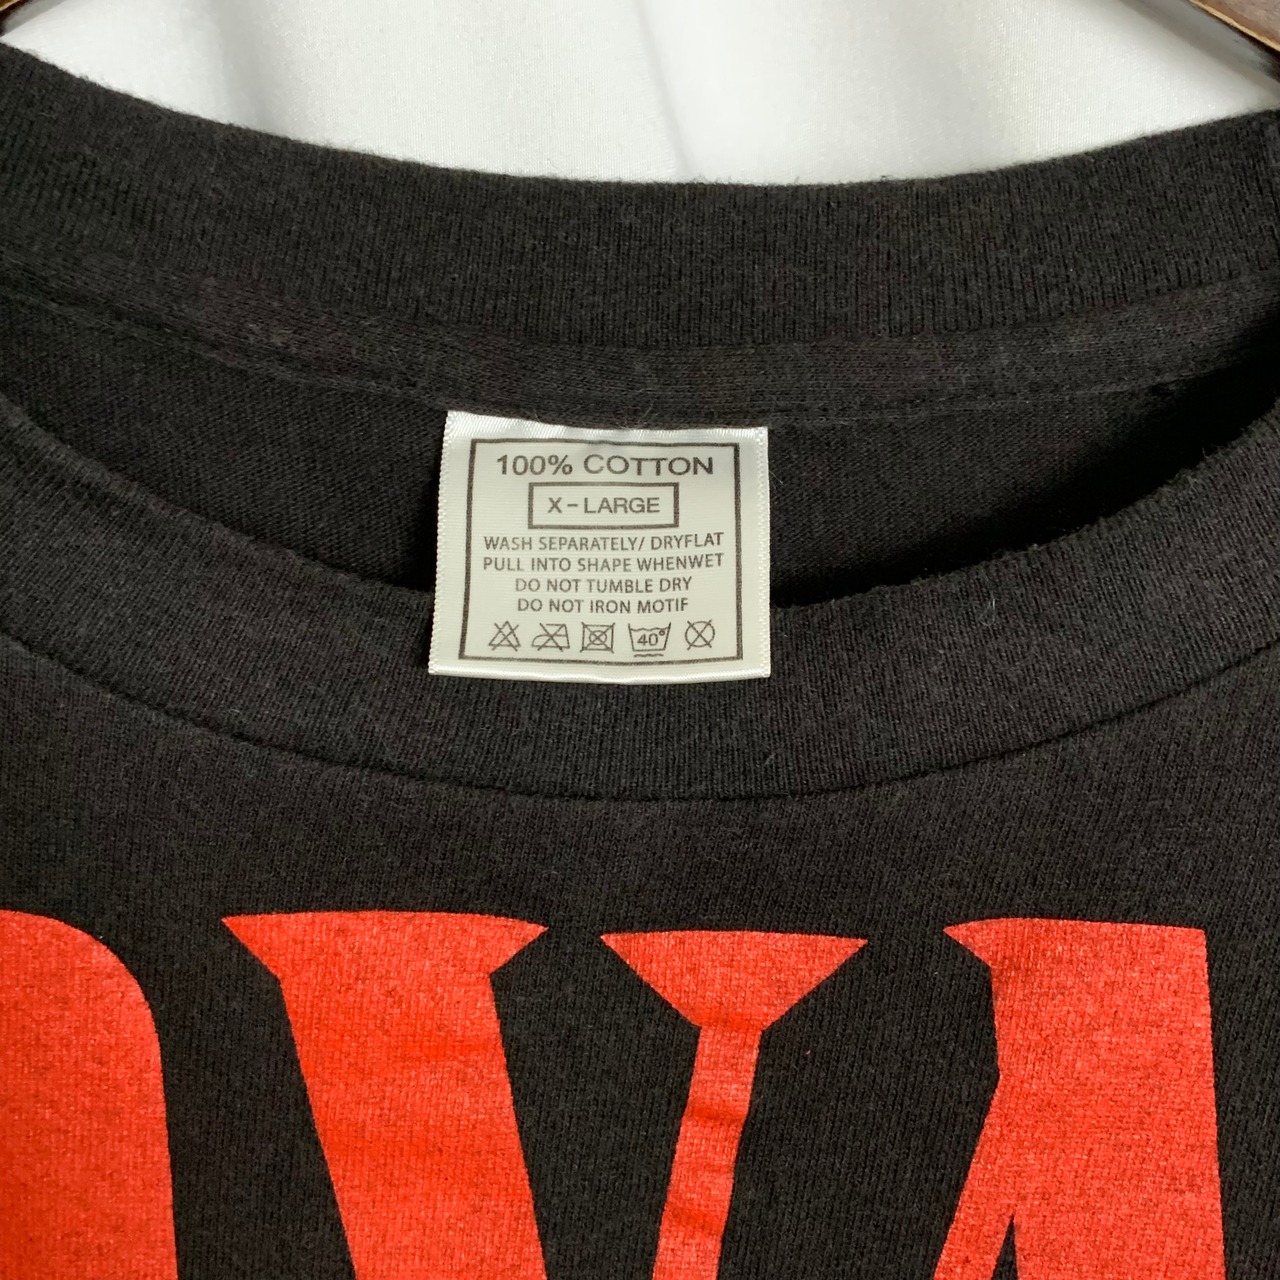 100% COTTON
X-LARGE
WASH SEPARATELY/ DRYFLAT
PULL INTO SHAPE WHENWET
DO NOT TUMBLE DRY
DO NOT IRON MOTIF
40°
VA